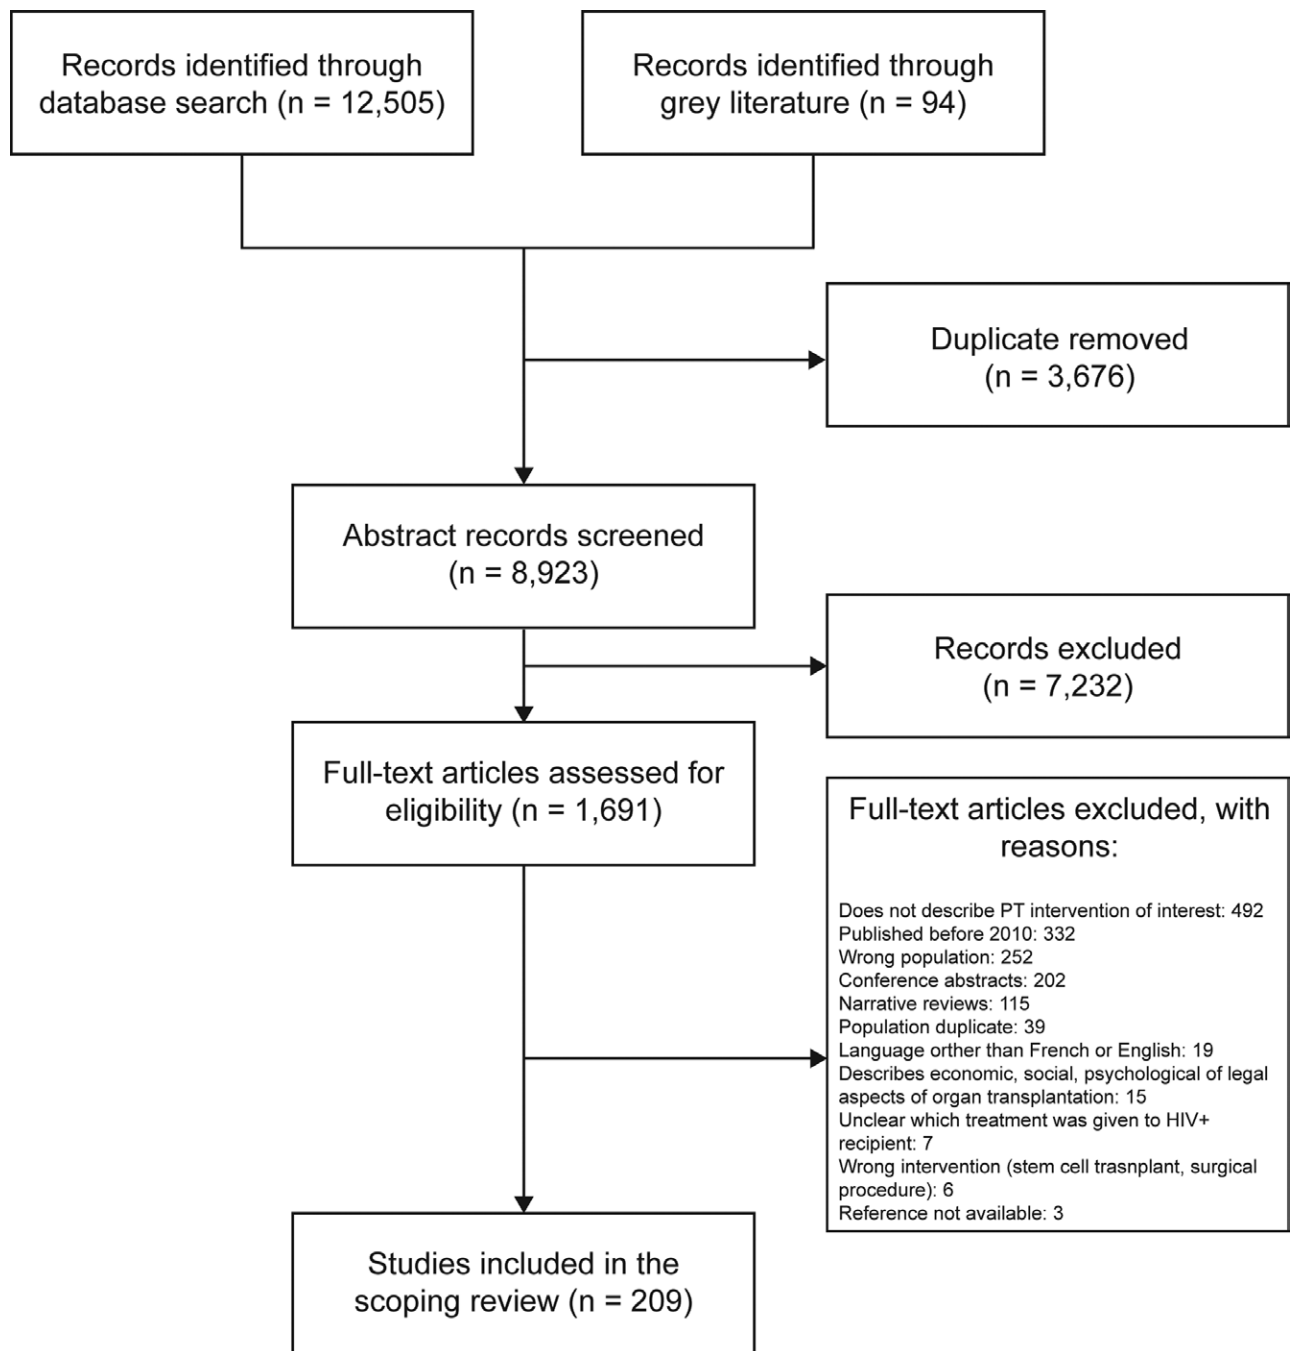 Records identified through
database search (n = 12,505)
Records identified through
grey literature (n = 94)
Duplicate removed
(n = 3,676)
Abstract records screened
(n = 8,923)
Records excluded
(n = 7,232)
Full-text articles assessed for
eligibility (n = 1,691)
Full-text articles excluded, with
reasons:
Does not describe PT intervention of interest: 492
Published before 2010: 332
Wrong population: 252
Conference abstracts: 202
Narrative reviews: 115
Population duplicate: 39
Language orther than French or English: 19
Describes economic, social, psychological of legal
aspects of organ transplantation: 15
Unclear which treatment was given to HIV+
recipient: 7
Wrong intervention (stem cell trasnplant, surgical
procedure): 6
Reference not available: 3
Studies included in the
scoping review (n = 209)